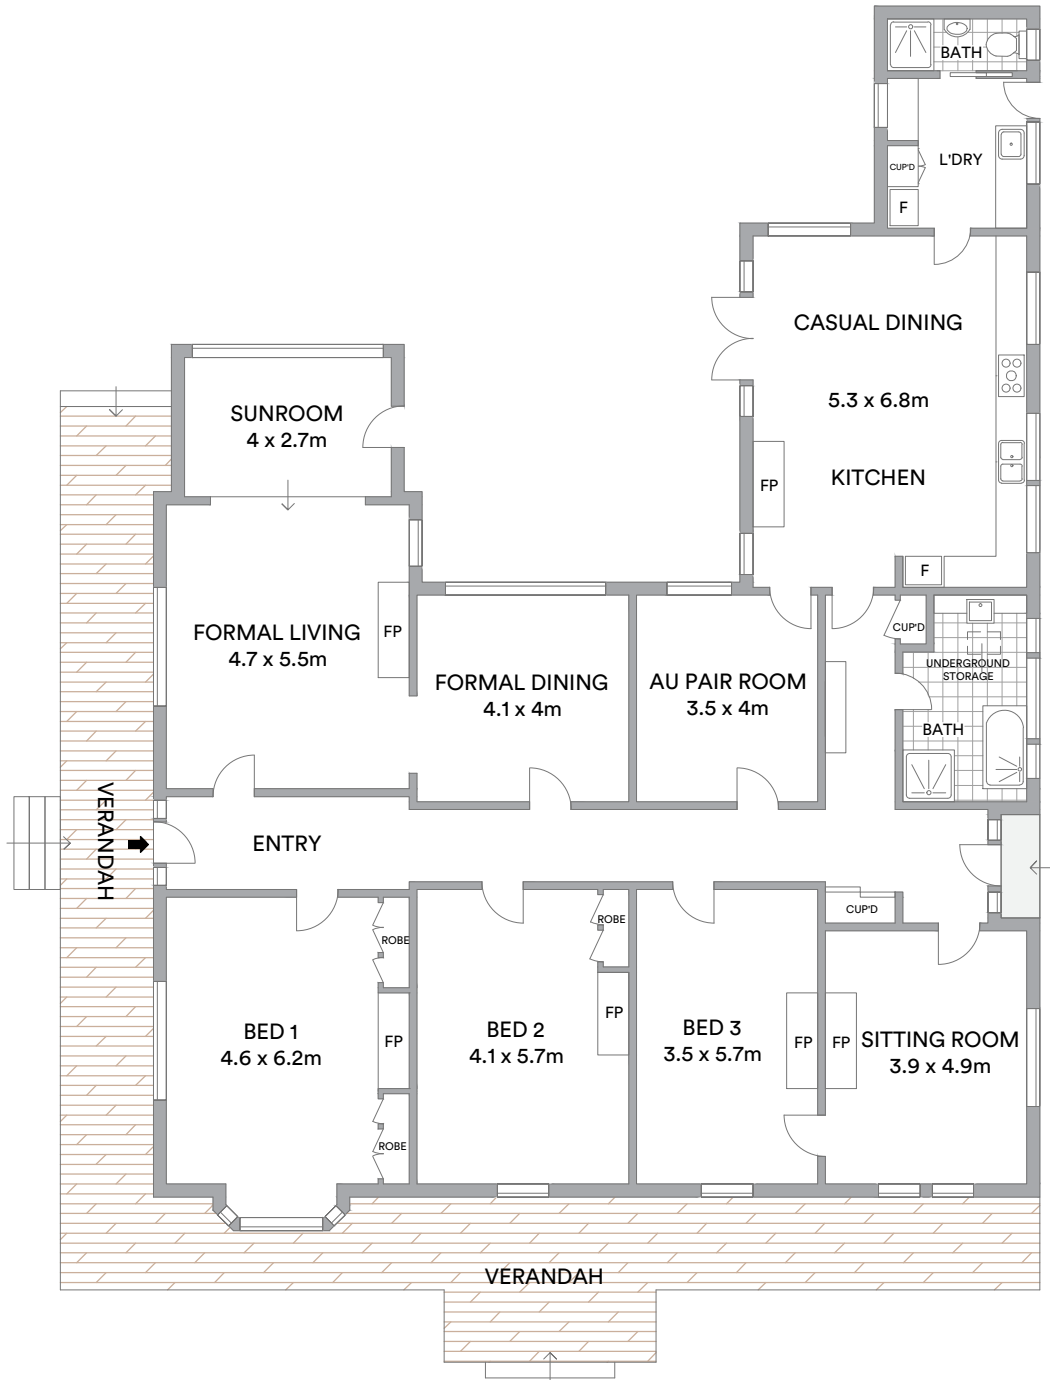 BATH
L'DRY
CUP'D
F
CASUAL DINING
5.3 x 6.8m
KITCHEN
FP
F
SUNROOM
4 x 2.7m
FORMAL LIVING
4.7 x 5.5m
FP
FORMAL DINING
4.1 x 4m
AU PAIR ROOM
3.5 x 4m
CUP'D
UNDERGROUND
STORAGE
BATH
VERANDAH
ENTRY
CUP'D
ROBE
ROBE
BED 1
4.6 x 6.2m
FP
ROBE
BED 2
4.1 x 5.7m
FP
BED 3
3.5 x 5.7m
FP
FP
SITTING ROOM
3.9 x 4.9m
VERANDAH